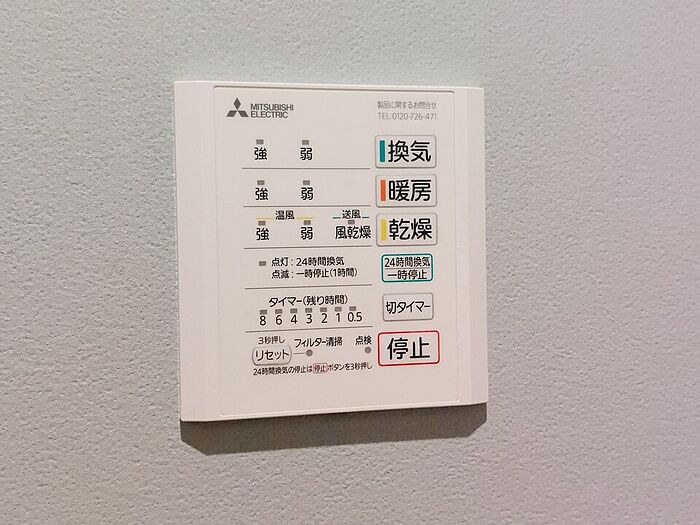 MITSUBISHI
ELECTRIC
製品に関するお問合せ
TEL.0120-726-471
強 弱 換気
強 弱 暖房
温風 送風
強 弱 風乾燥 乾燥
点灯：24時間換気
点滅：一時停止(1時間)
24時間換気
一時停止
タイマー(残り時間)
8 6 4 3 2 1 0.5
切タイマー
3秒押し
リセット フィルター清掃 点検
停止
24時間換気の停止は停止ボタンを3秒押し